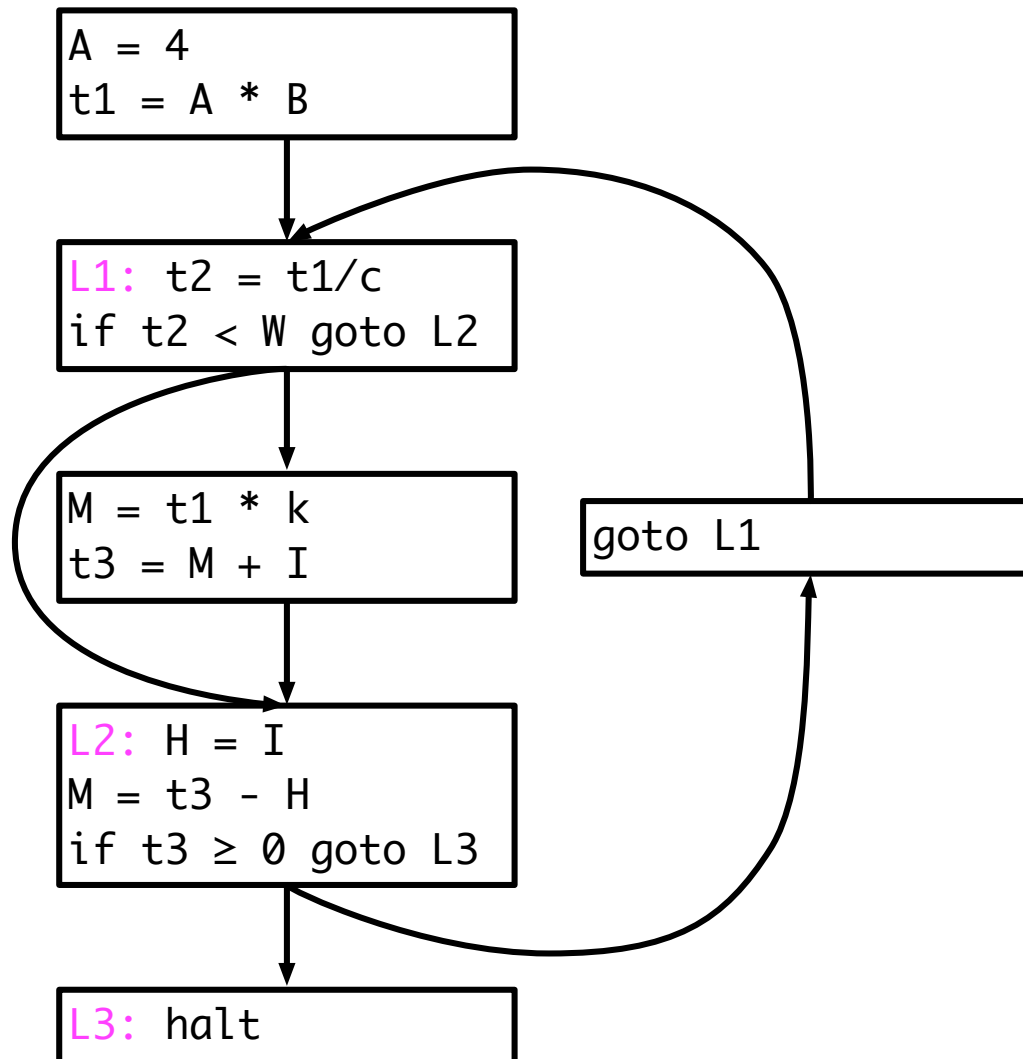 A = 4
t1 = A * B
L1: t2 = t1/c
if t2 < W goto L2
M = t1 * k
t3 = M + I
goto L1
L2: H = I
M = t3 - H
if t3 ≥ 0 goto L3
L3: halt